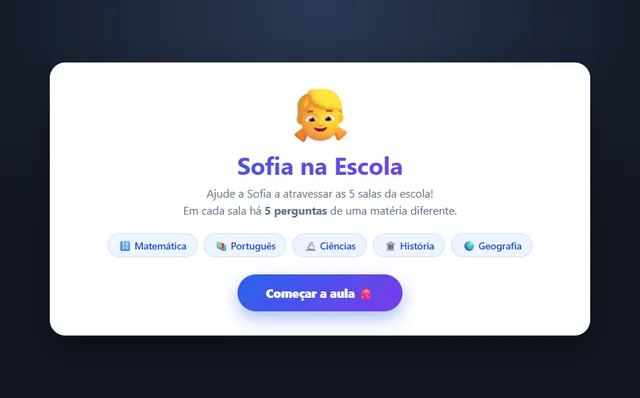 Sofia na Escola
Ajude a Sofia a atravessar as 5 salas da escola!
Em cada sala há 5 perguntas de uma matéria diferente.
Matemática Português Ciências História Geografia
Começar a aula